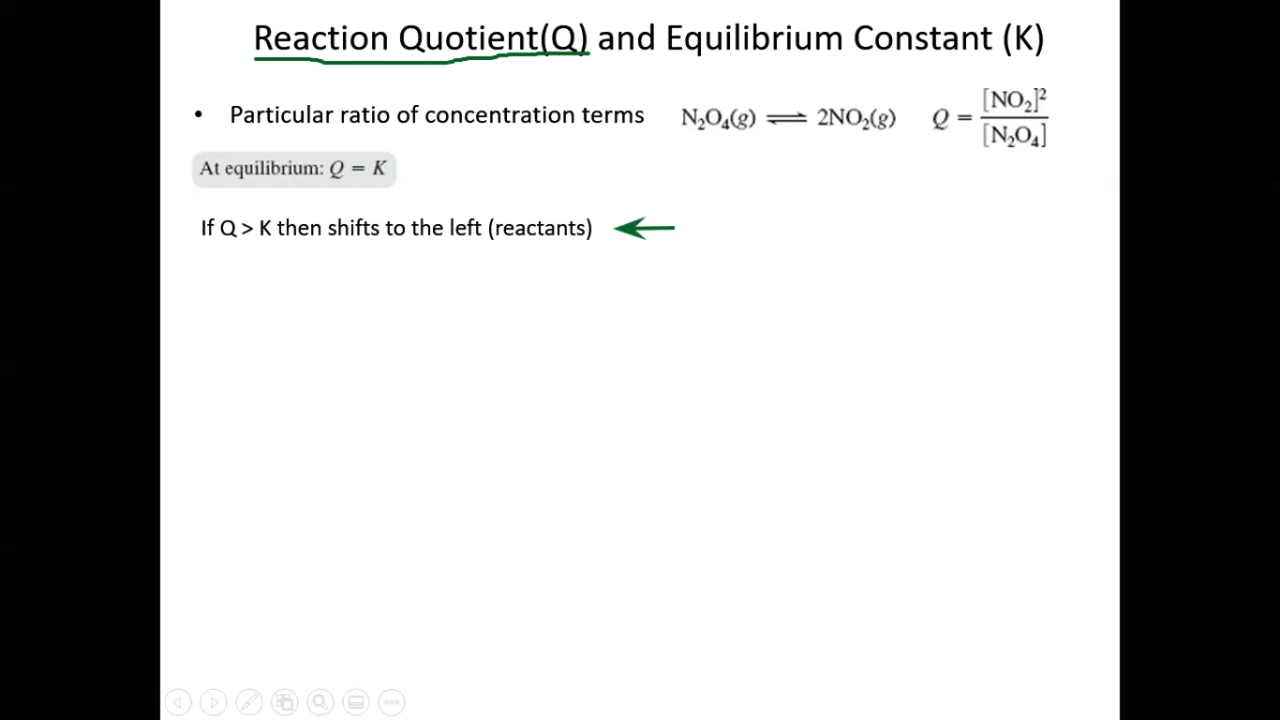 Reaction Quotient(Q) and Equilibrium Constant (K)
• Particular ratio of concentration terms N₂O₄(g) ⇌ 2NO₂(g) Q = [NO₂]² / [N₂O₄]
At equilibrium: Q = K
If Q > K then shifts to the left (reactants)